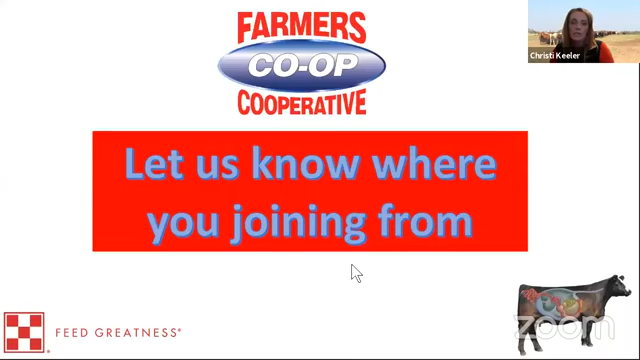 FARMERS
CO-OP
COOPERATIVE
Christi Keeler
Let us know where
you joining from
FEED GREATNESS®
zoom